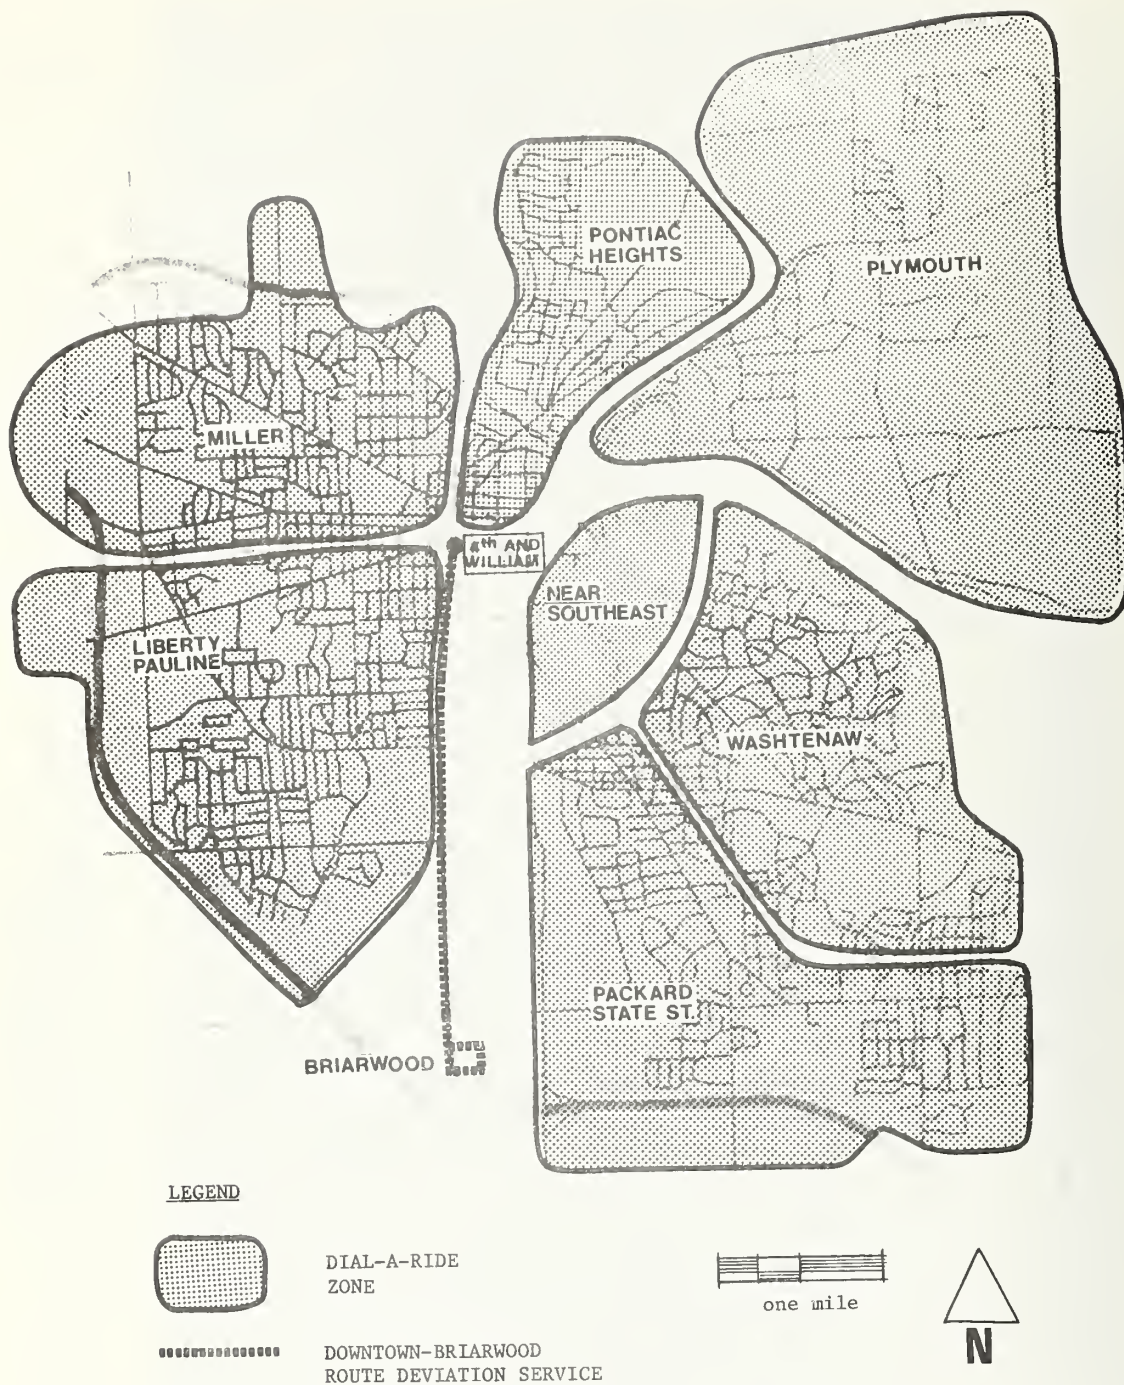 PONTIAC
HEIGHTS
PLYMOUTH
MILLER
4th AND
WILLIAM
NEAR
SOUTHEAST
LIBERTY
PAULINE
WASHTENAW
PACKARD
STATE ST.
BRIARWOOD
LEGEND
DIAL-A-RIDE
ZONE
one mile
N
DOWNTOWN-BRIARWOOD
ROUTE DEVIATION SERVICE